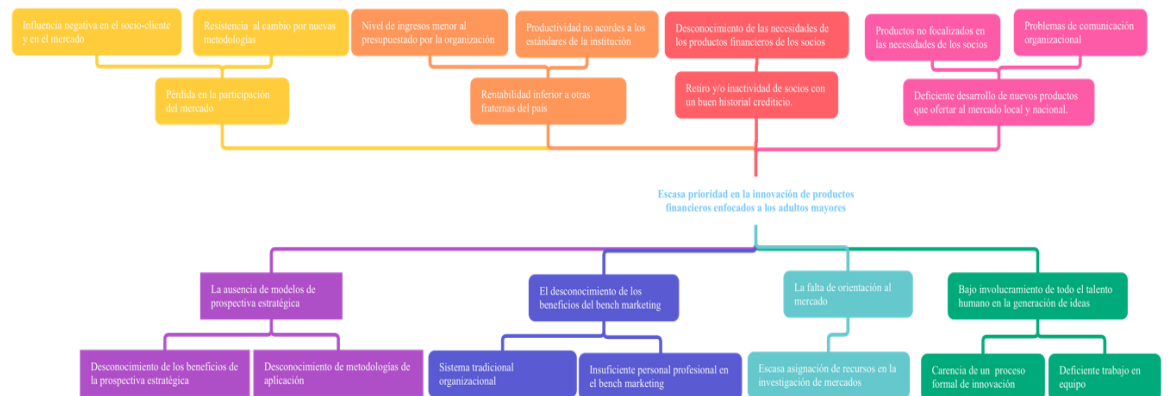 Influencia negativa en el socio-cliente
y en el mercado
Resistencia al cambio por nuevas
metodologías
Nivel de ingresos menor al
presupuestado por la organización
Productividad no acordes a los
estándares de la institución
Desconocimiento de las necesidades de
los productos financieros de los socios
Productos no focalizados en
las necesidades de los socios
Problemas de comunicación
organizacional
Pérdida en la participación
del mercado
Rentabilidad inferior a otras
fraternas del país
Retiro y/o inactividad de socios con
un buen historial crediticio.
Deficiente desarrollo de nuevos productos
que ofertar al mercado local y nacional.
Escasa prioridad en la innovación de productos
financieros enfocados a los adultos mayores
La ausencia de modelos de
prospectiva estratégica
El desconocimiento de los
beneficios del bench marketing
La falta de orientación al
mercado
Bajo involucramiento de todo el talento
humano en la generación de ideas
Desconocimiento de los beneficios de
la prospectiva estratégica
Desconocimiento de metodologías de
aplicación
Sistema tradicional
organizacional
Insuficiente personal profesional en
el bench marketing
Escasa asignación de recursos en la
investigación de mercados
Carencia de un proceso
formal de innovación
Deficiente trabajo en
equipo